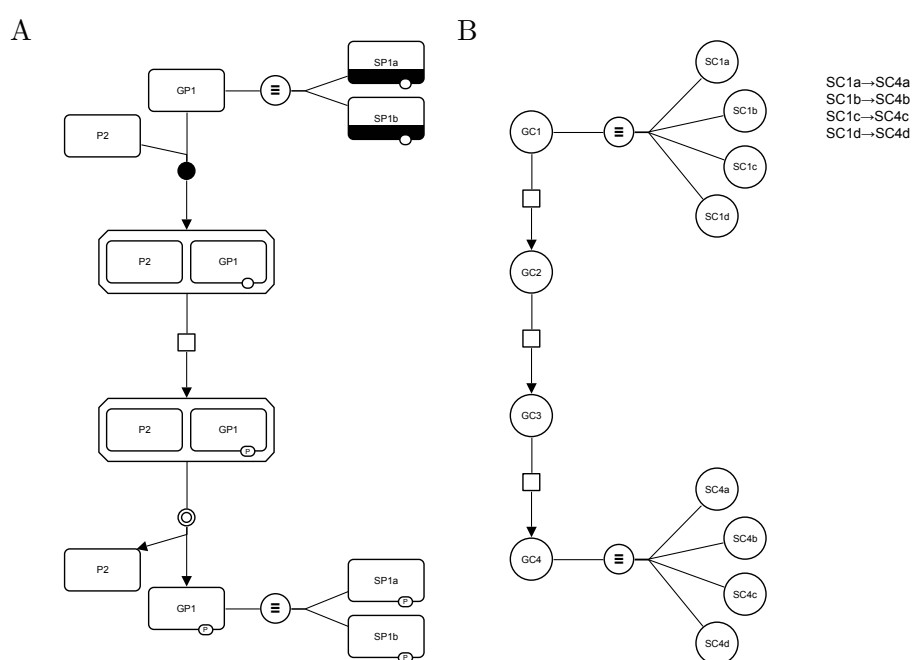 A
B
GP1
SP1a
SP1b
P2
P2
GP1
P2
GP1
P
P2
GP1
P
SP1a
P
SP1b
P
GC1
SC1a
SC1b
SC1c
SC1d
GC2
GC3
GC4
SC4a
SC4b
SC4c
SC4d
SC1a→SC4a
SC1b→SC4b
SC1c→SC4c
SC1d→SC4d